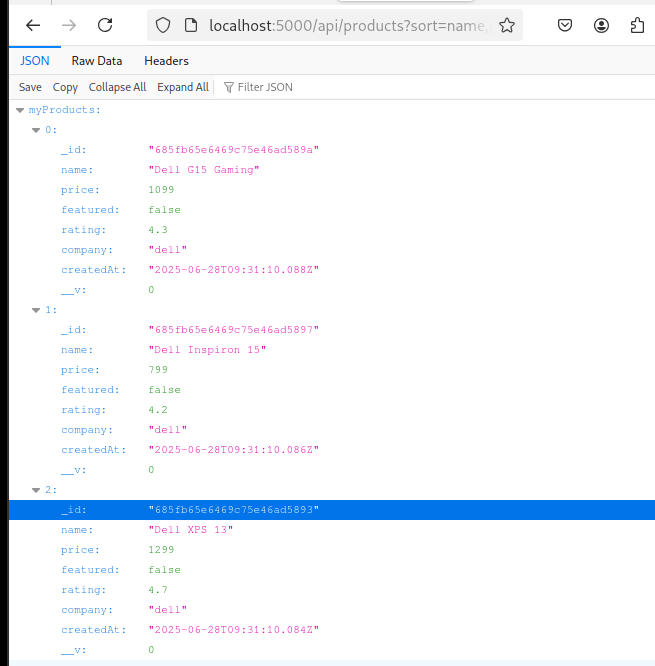 localhost:5000/api/products?sort=name,
JSON Raw Data Headers
Save Copy Collapse All Expand All Filter JSON
myProducts:
0:
_id: "685fb65e6469c75e46ad589a"
name: "Dell G15 Gaming"
price: 1099
featured: false
rating: 4.3
company: "dell"
createdAt: "2025-06-28T09:31:10.088Z"
__v: 0
1:
_id: "685fb65e6469c75e46ad5897"
name: "Dell Inspiron 15"
price: 799
featured: false
rating: 4.2
company: "dell"
createdAt: "2025-06-28T09:31:10.086Z"
__v: 0
2:
_id: "685fb65e6469c75e46ad5893"
name: "Dell XPS 13"
price: 1299
featured: false
rating: 4.7
company: "dell"
createdAt: "2025-06-28T09:31:10.084Z"
__v: 0